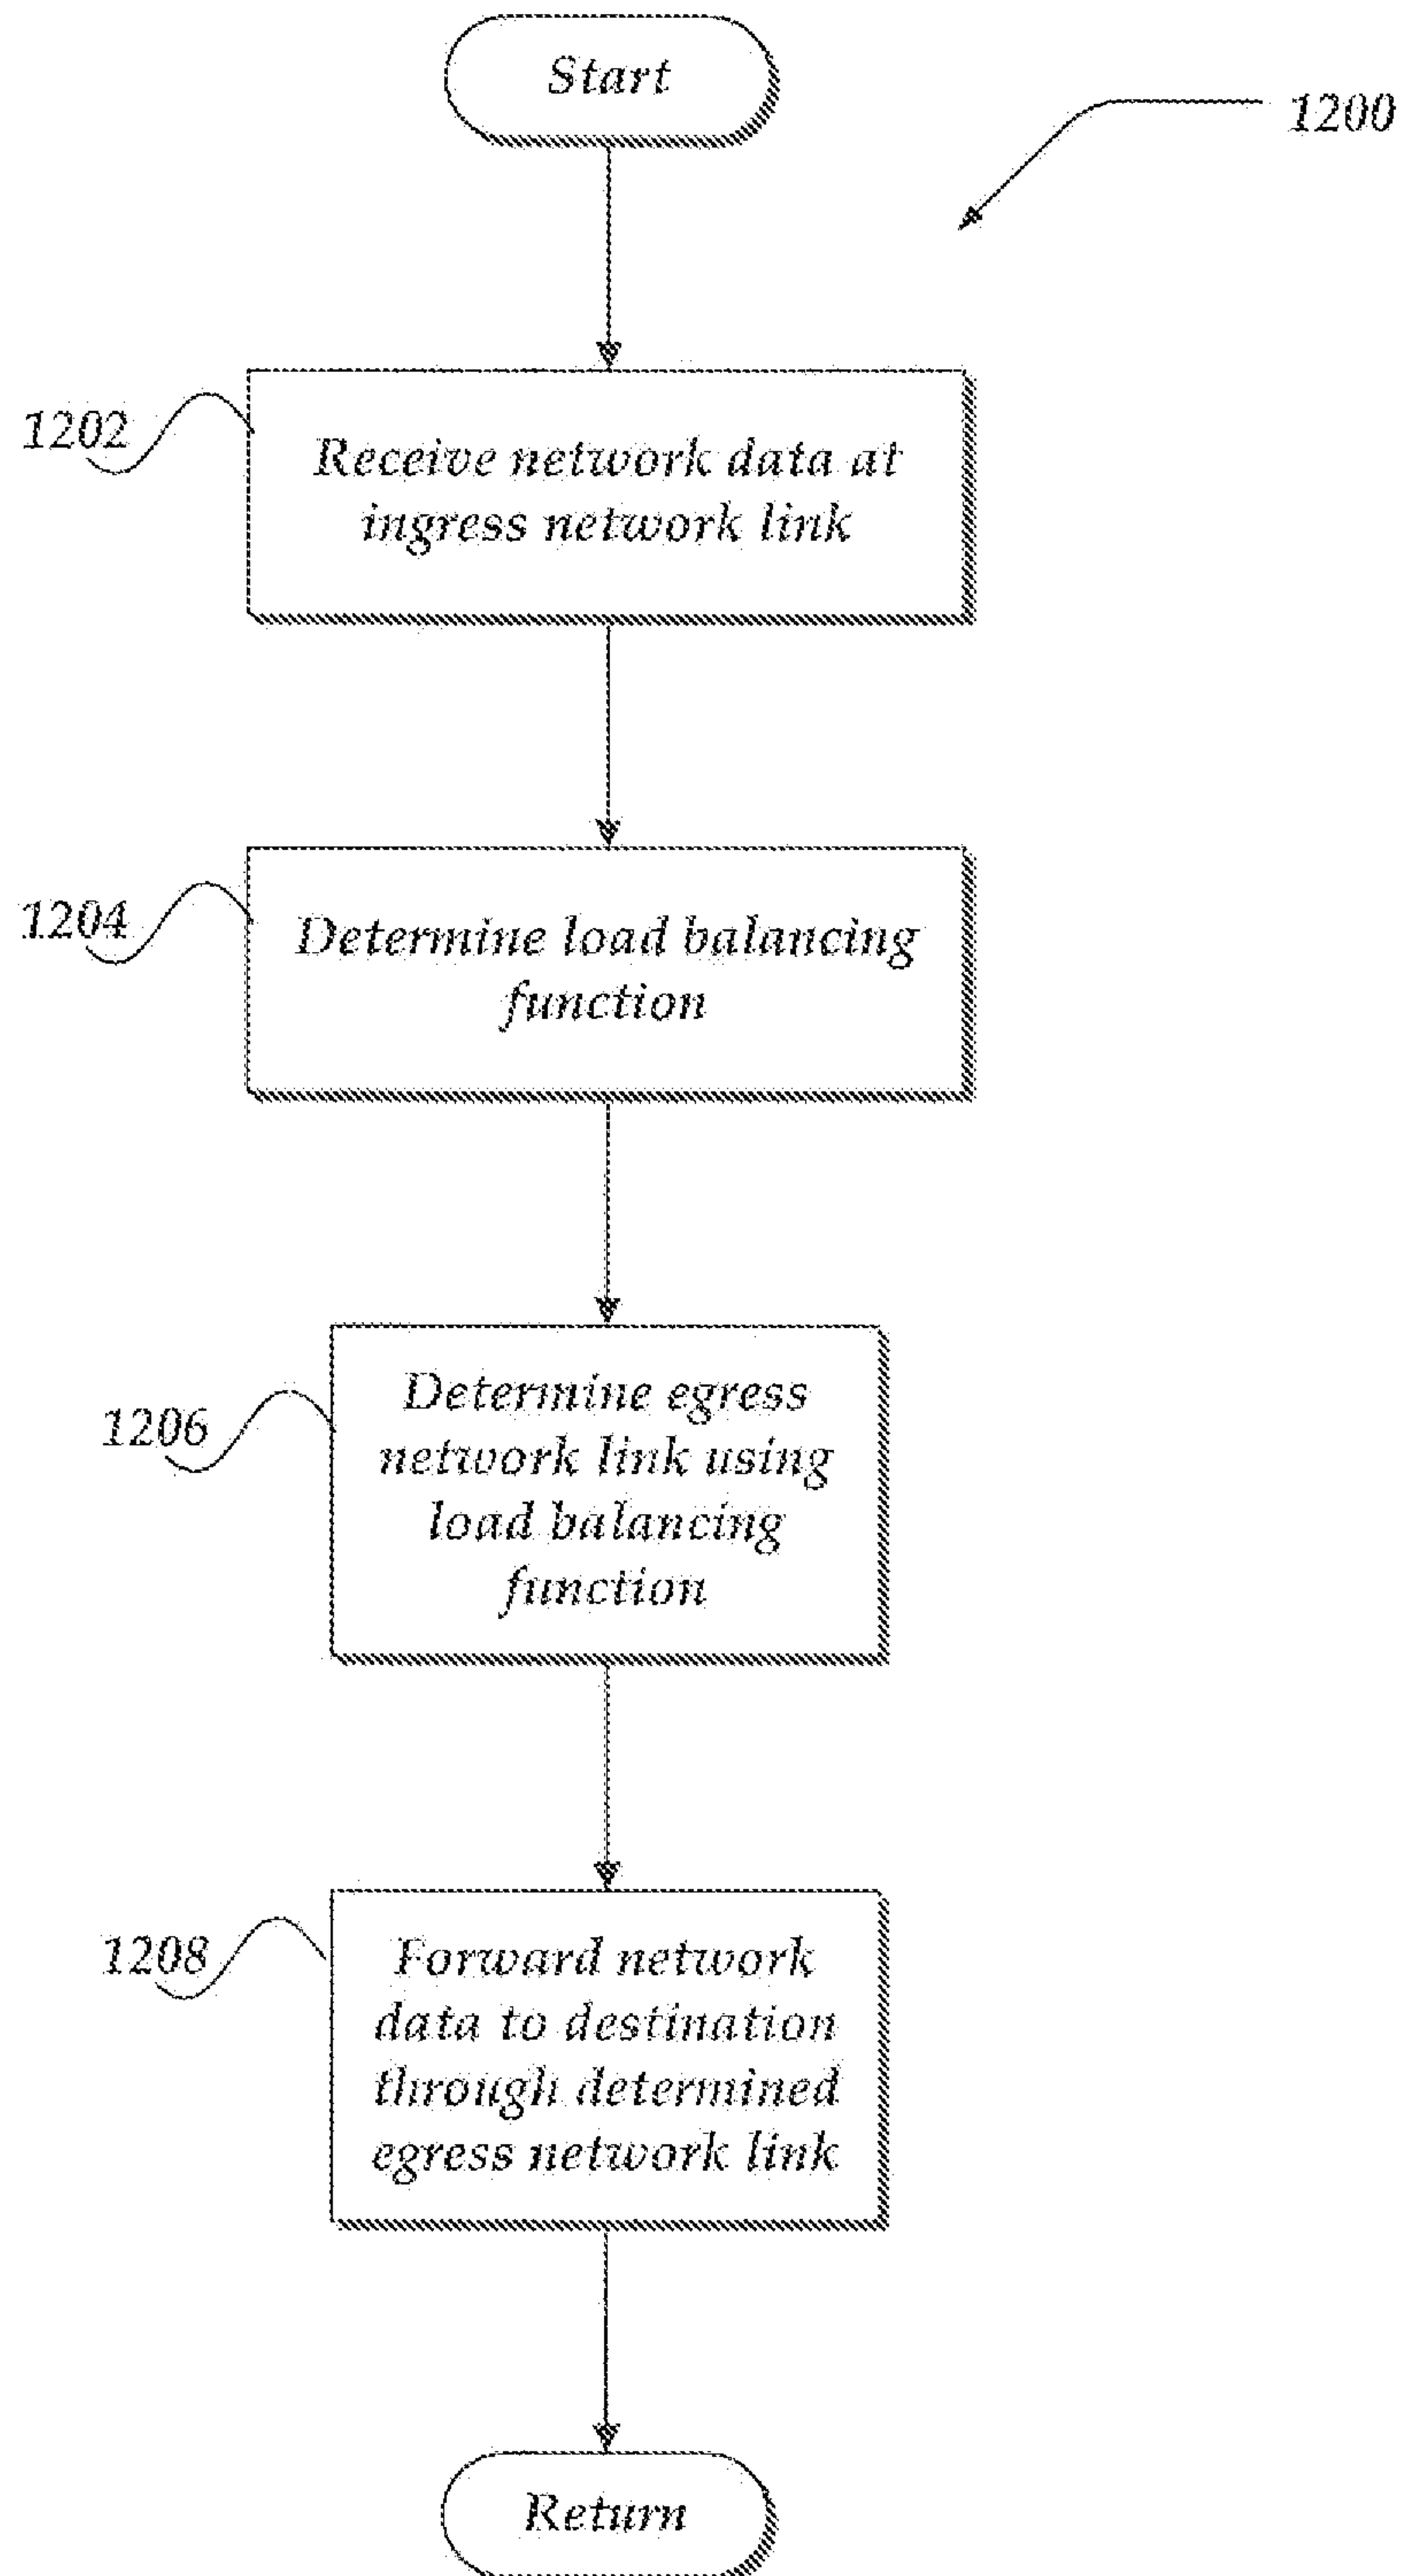 Start
1200
1202
Receive network data at
ingress network link
1204
Determine load balancing
function
1206
Determine egress
network link using
load balancing
function
1208
Forward network
data to destination
through determined
egress network link
Return